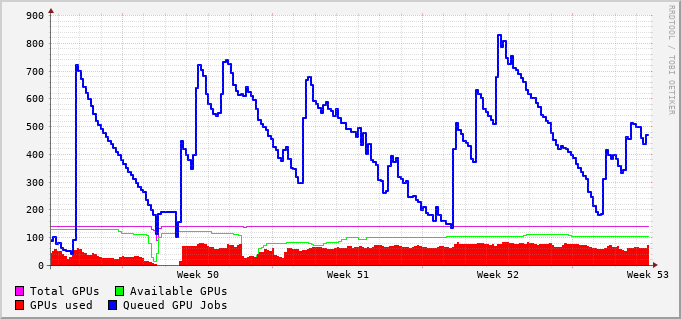 900
800
700
600
500
400
300
200
100
0
Week 50 Week 51 Week 52 Week 53
Total GPUs Available GPUs
GPUs used Queued GPU Jobs
RRDTOOL / TOBI OETIKER